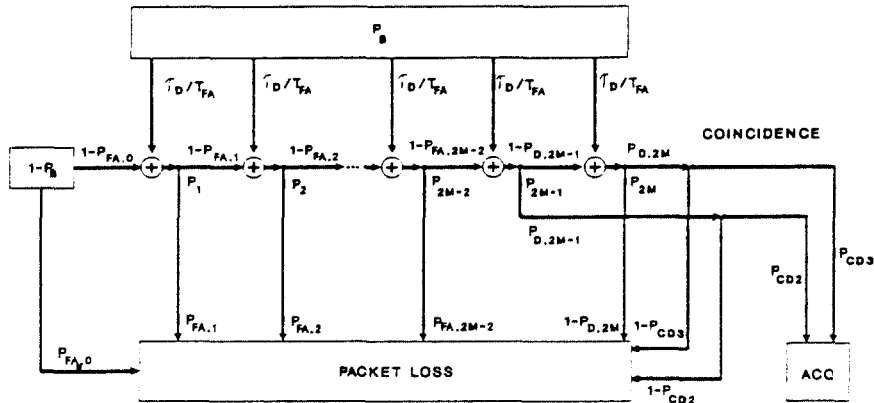 P_B
τ_D/T_FA τ_D/T_FA τ_D/T_FA τ_D/T_FA τ_D/T_FA
COINCIDENCE
1-P_B 1-P_FA,0 + 1-P_FA,1 + 1-P_FA,2 ... + 1-P_FA,2M-2 + 1-P_D,2M-1 + P_D,2M
P_1 P_2 P_2M-2 P_2M-1 P_2M
P_D,2M-1
P_CD2 P_CD3
P_FA,1 P_FA,2 P_FA,2M-2 1-P_D,2M 1-P_CD3
P_FA,0
PACKET LOSS
ACQ
1-P_CD2